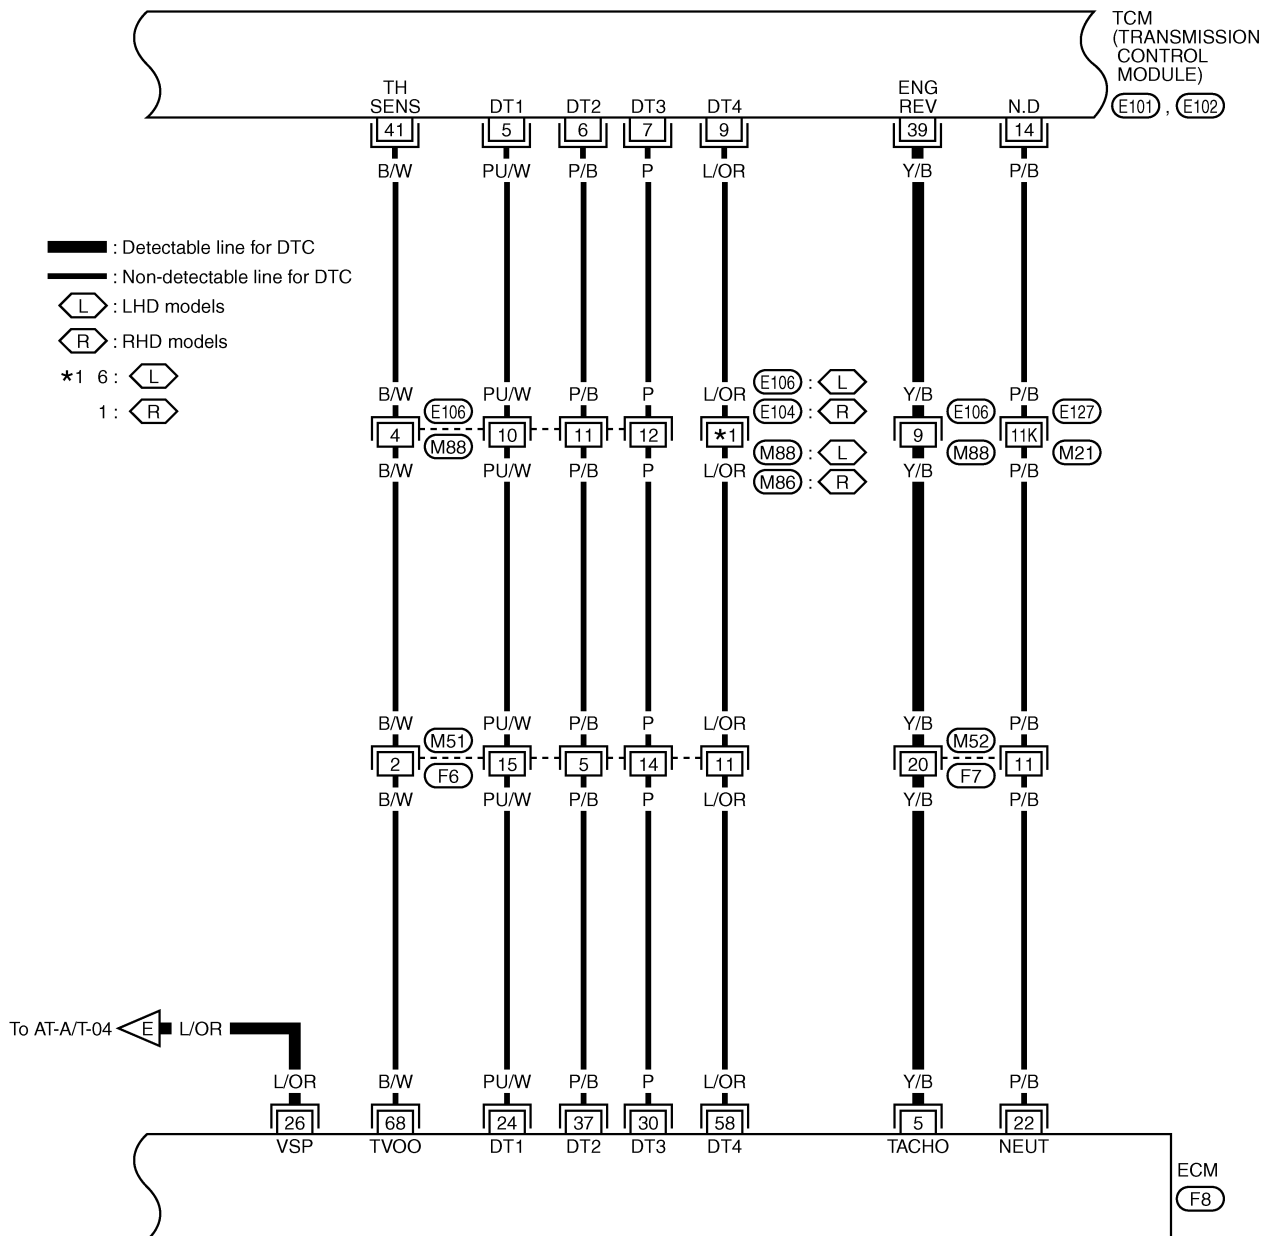 TCM
(TRANSMISSION
CONTROL
MODULE)
E101 , E102
TH
SENS DT1 DT2 DT3 DT4 ENG
REV N.D
41 5 6 7 9 39 14
B/W PU/W P/B P L/OR Y/B P/B
: Detectable line for DTC
: Non-detectable line for DTC
L : LHD models
R : RHD models
*1 6 : L
1 : R
B/W PU/W P/B P L/OR Y/B P/B
E106 E106 : L E106 E127
E104 : R
4 10 11 12 *1 9 11K
M88 M88 : L M88 M21
M86 : R
B/W PU/W P/B P L/OR Y/B P/B
B/W PU/W P/B P L/OR Y/B P/B
M51 M52
2 15 5 14 11 20 11
F6 F7
B/W PU/W P/B P L/OR Y/B P/B
To AT-A/T-04 E L/OR
L/OR B/W PU/W P/B P L/OR Y/B P/B
26 68 24 37 30 58 5 22
VSP TVOO DT1 DT2 DT3 DT4 TACHO NEUT
ECM
F8